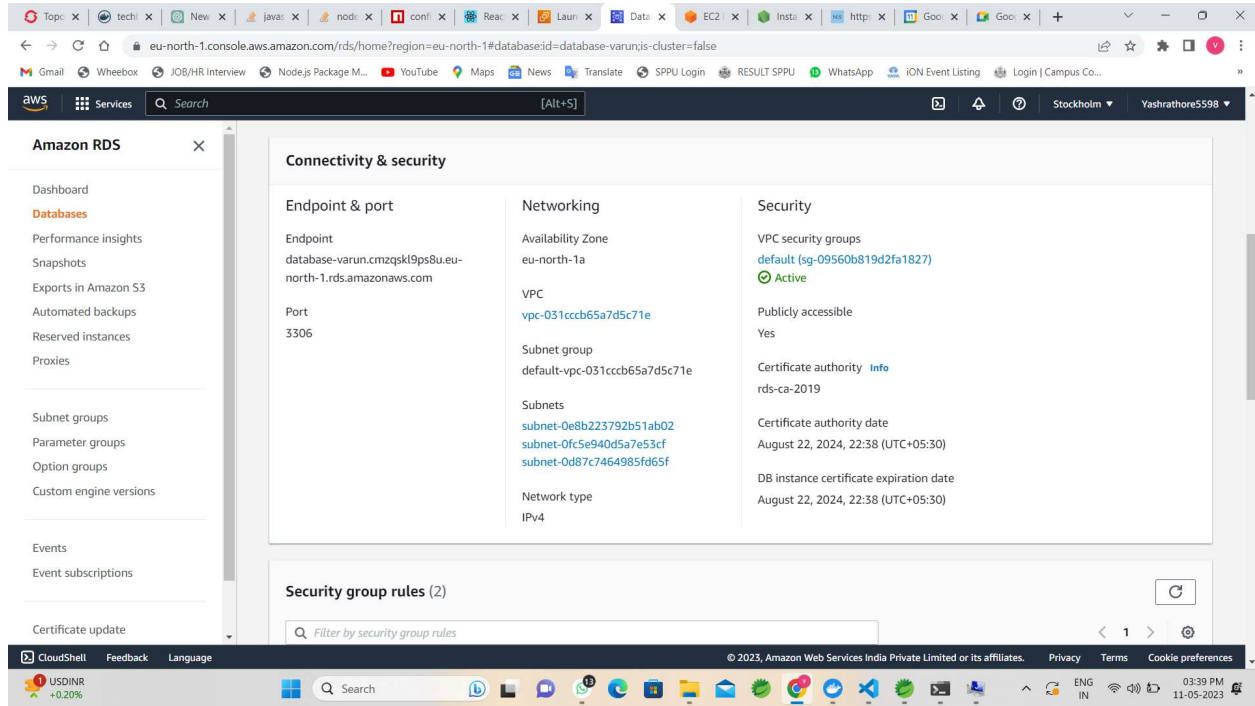 Topc
techl
New
javas
node
confi
Reac
Laun
Data
EC2 I
Insta
https
Goo
Goo
eu-north-1.console.aws.amazon.com/rds/home?region=eu-north-1#database:id=database-varun;is-cluster=false
V
Gmail
Wheebox
JOB/HR Interview
Node.js Package M...
YouTube
Maps
News
Translate
SPPU Login
RESULT SPPU
WhatsApp
iON Event Listing
Login | Campus Co...
»
aws
Services
Search
[Alt+S]
Stockholm
Yashrathore5598
Amazon RDS
Dashboard
Databases
Performance insights
Snapshots
Exports in Amazon S3
Automated backups
Reserved instances
Proxies
Subnet groups
Parameter groups
Option groups
Custom engine versions
Events
Event subscriptions
Certificate update
Connectivity & security
Endpoint & port
Endpoint
database-varun.cmzqskl9ps8u.eu-
north-1.rds.amazonaws.com
Port
3306
Networking
Availability Zone
eu-north-1a
VPC
vpc-031cccb65a7d5c71e
Subnet group
default-vpc-031cccb65a7d5c71e
Subnets
subnet-0e8b223792b51ab02
subnet-0fc5e940d5a7e53cf
subnet-0d87c7464985fd65f
Network type
IPv4
Security
VPC security groups
default (sg-09560b819d2fa1827)
Active
Publicly accessible
Yes
Certificate authority Info
rds-ca-2019
Certificate authority date
August 22, 2024, 22:38 (UTC+05:30)
DB instance certificate expiration date
August 22, 2024, 22:38 (UTC+05:30)
Security group rules (2)
Filter by security group rules
1
CloudShell
Feedback
Language
© 2023, Amazon Web Services India Private Limited or its affiliates.
Privacy
Terms
Cookie preferences
1
USDINR
+0.20%
Search
13
ENG
IN
03:39 PM
11-05-2023